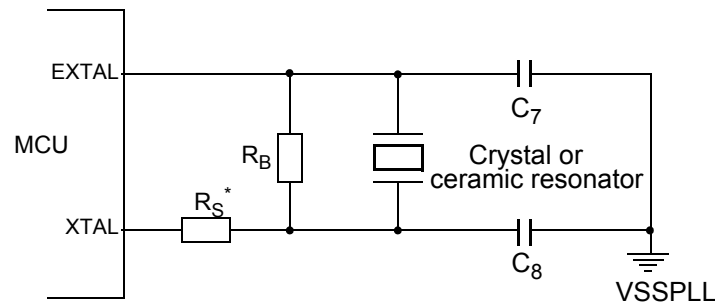 EXTAL
C7
MCU
RB
Crystal or
ceramic resonator
RS*
XTAL
C8
VSSPLL